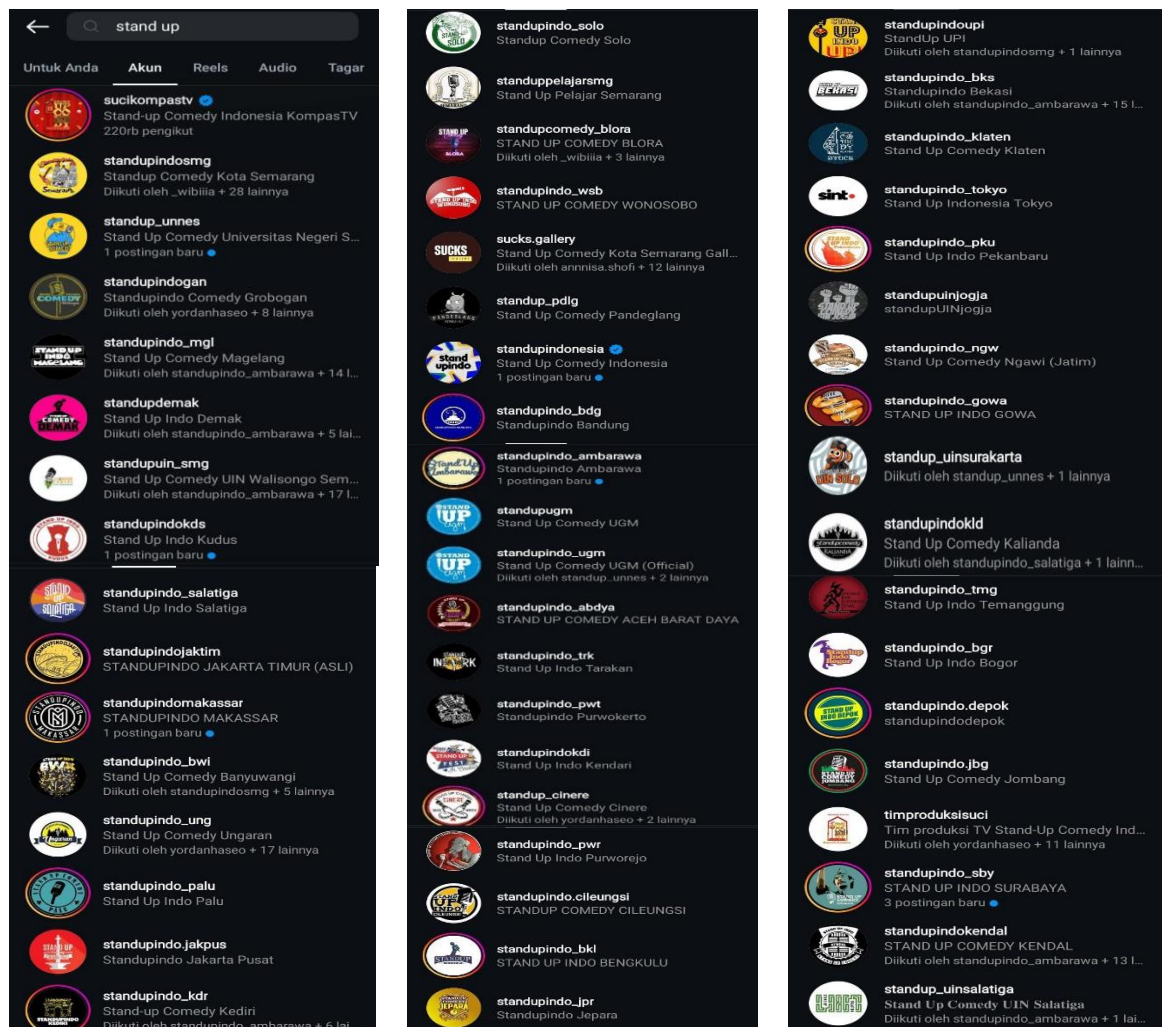 stand up
Untuk Anda Akun Reels Audio Tagar
sucikompastv
Stand-up Comedy Indonesia KompasTV
220rb pengikut
standupindosmg
Standup Comedy Kota Semarang
Diikuti oleh _wibiiia + 28 lainnya
standup_unnes
Stand Up Comedy Universitas Negeri S...
1 postingan baru
standupindogan
Standupindo Comedy Grobogan
Diikuti oleh yordanhaseo + 8 lainnya
standupindo_mgl
Stand Up Comedy Magelang
Diikuti oleh standupindo_ambarawa + 14 l...
standupdemak
Stand Up Indo Demak
Diikuti oleh standupindo_ambarawa + 5 lai...
standupuin_smg
Stand Up Comedy UIN Walisongo Sem...
Diikuti oleh standupindo_ambarawa + 17 l...
standupindokds
Stand Up Indo Kudus
1 postingan baru
standupindo_salatiga
Stand Up Indo Salatiga
standupindojaktim
STANDUPINDO JAKARTA TIMUR (ASLI)
standupindomakassar
STANDUPINDO MAKASSAR
1 postingan baru
standupindo_bwi
Stand Up Comedy Banyuwangi
Diikuti oleh standupindosmg + 5 lainnya
standupindo_ung
Stand Up Comedy Ungaran
Diikuti oleh yordanhaseo + 17 lainnya
standupindo_palu
Stand Up Indo Palu
standupindo.jakpus
Standupindo Jakarta Pusat
standupindo_kdr
Stand-up Comedy Kediri
Diikuti oleh standupindo_ambarawa + 6 lai
standupindo_solo
Standup Comedy Solo
standuppelajarsmg
Stand Up Pelajar Semarang
standupcomedy_blora
STAND UP COMEDY BLORA
Diikuti oleh _wibiiia + 3 lainnya
standupindo_wsb
STAND UP COMEDY WONOSOBO
sucks.gallery
Stand Up Comedy Kota Semarang Gall...
Diikuti oleh annnisa.shofi + 12 lainnya
standup_pdlg
Stand Up Comedy Pandeglang
standupindonesia
Stand Up Comedy Indonesia
1 postingan baru
standupindo_bdg
Standupindo Bandung
standupindo_ambarawa
Standupindo Ambarawa
1 postingan baru
standupugm
Stand Up Comedy UGM
standupindo_ugm
Stand Up Comedy UGM (Official)
Diikuti oleh standup_unnes + 2 lainnya
standupindo_abdya
STAND UP COMEDY ACEH BARAT DAYA
standupindo_trk
Stand Up Indo Tarakan
standupindo_pwt
Standupindo Purwokerto
standupindokdi
Stand Up Indo Kendari
standup_cinere
Stand Up Comedy Cinere
Diikuti oleh yordanhaseo + 2 lainnya
standupindo_pwr
Stand Up Indo Purworejo
standupindo.cileungsi
STANDUP COMEDY CILEUNGSI
standupindo_bkl
STAND UP INDO BENGKULU
standupindo_jpr
Standupindo Jepara
standupindoupi
StandUp UPI
Diikuti oleh standupindosmg + 1 lainnya
standupindo_bks
Standupindo Bekasi
Diikuti oleh standupindo_ambarawa + 15 l...
standupindo_klaten
Stand Up Comedy Klaten
standupindo_tokyo
Stand Up Indonesia Tokyo
standupindo_pku
Stand Up Indo Pekanbaru
standupuinjogja
standupUINjogja
standupindo_ngw
Stand Up Comedy Ngawi (Jatim)
standupindo_gowa
STAND UP INDO GOWA
standup_uinsurakarta
Diikuti oleh standup_unnes + 1 lainnya
standupindokld
Stand Up Comedy Kalianda
Diikuti oleh standupindo_salatiga + 1 lainn...
standupindo_tmg
Stand Up Indo Temanggung
standupindo_bgr
Stand Up Indo Bogor
standupindo.depok
standupindodepok
standupindo.jbg
Stand Up Comedy Jombang
timproduksisuci
Tim produksi TV Stand-Up Comedy Ind...
Diikuti oleh yordanhaseo + 11 lainnya
standupindo_sby
STAND UP INDO SURABAYA
3 postingan baru
standupindokendal
STAND UP COMEDY KENDAL
Diikuti oleh standupindo_ambarawa + 13 l...
standup_uinsalatiga
Stand Up Comedy UIN Salatiga
Diikuti oleh standupindo_ambarawa + 1 lai...